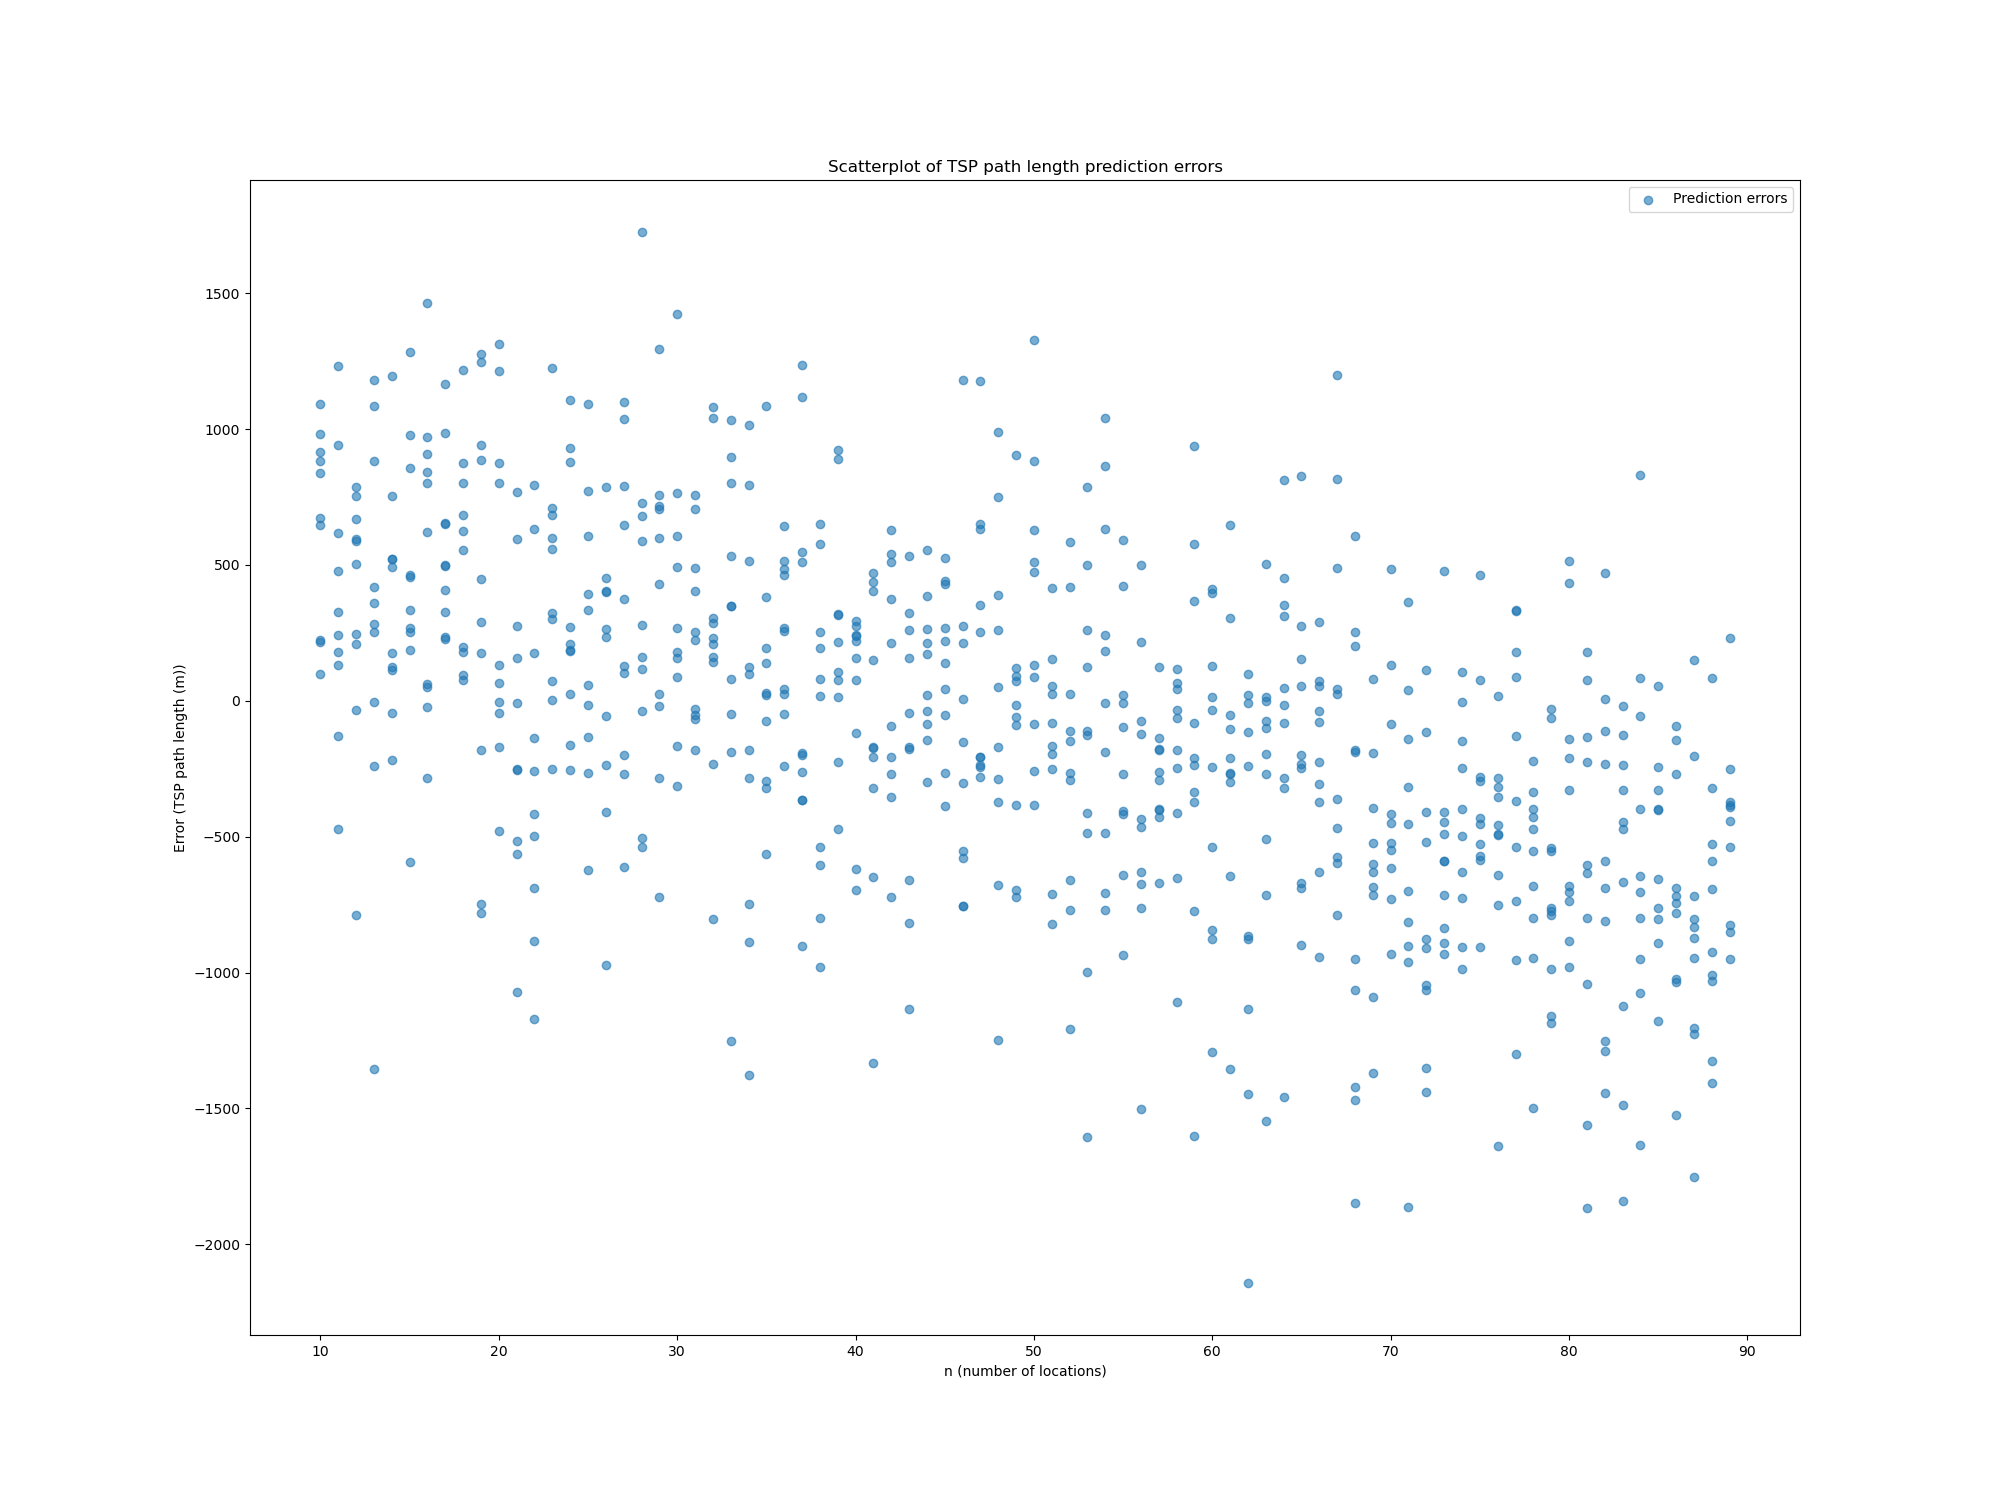 Scatterplot of TSP path length prediction errors
Prediction errors
1500
1000
500
0
−500
−1000
−1500
−2000
Error (TSP path length (m))
10 20 30 40 50 60 70 80 90
n (number of locations)